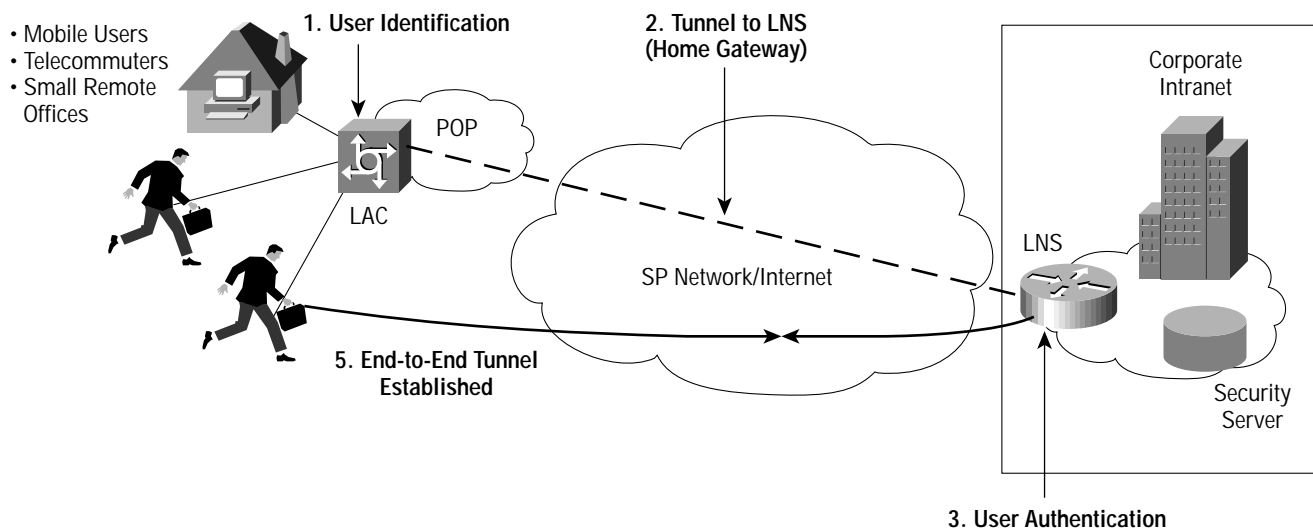 • Mobile Users
• Telecommuters
• Small Remote
Offices
1. User Identification
2. Tunnel to LNS
(Home Gateway)
Corporate
Intranet
POP
LAC
LNS
SP Network/Internet
5. End-to-End Tunnel
Established
Security
Server
3. User Authentication